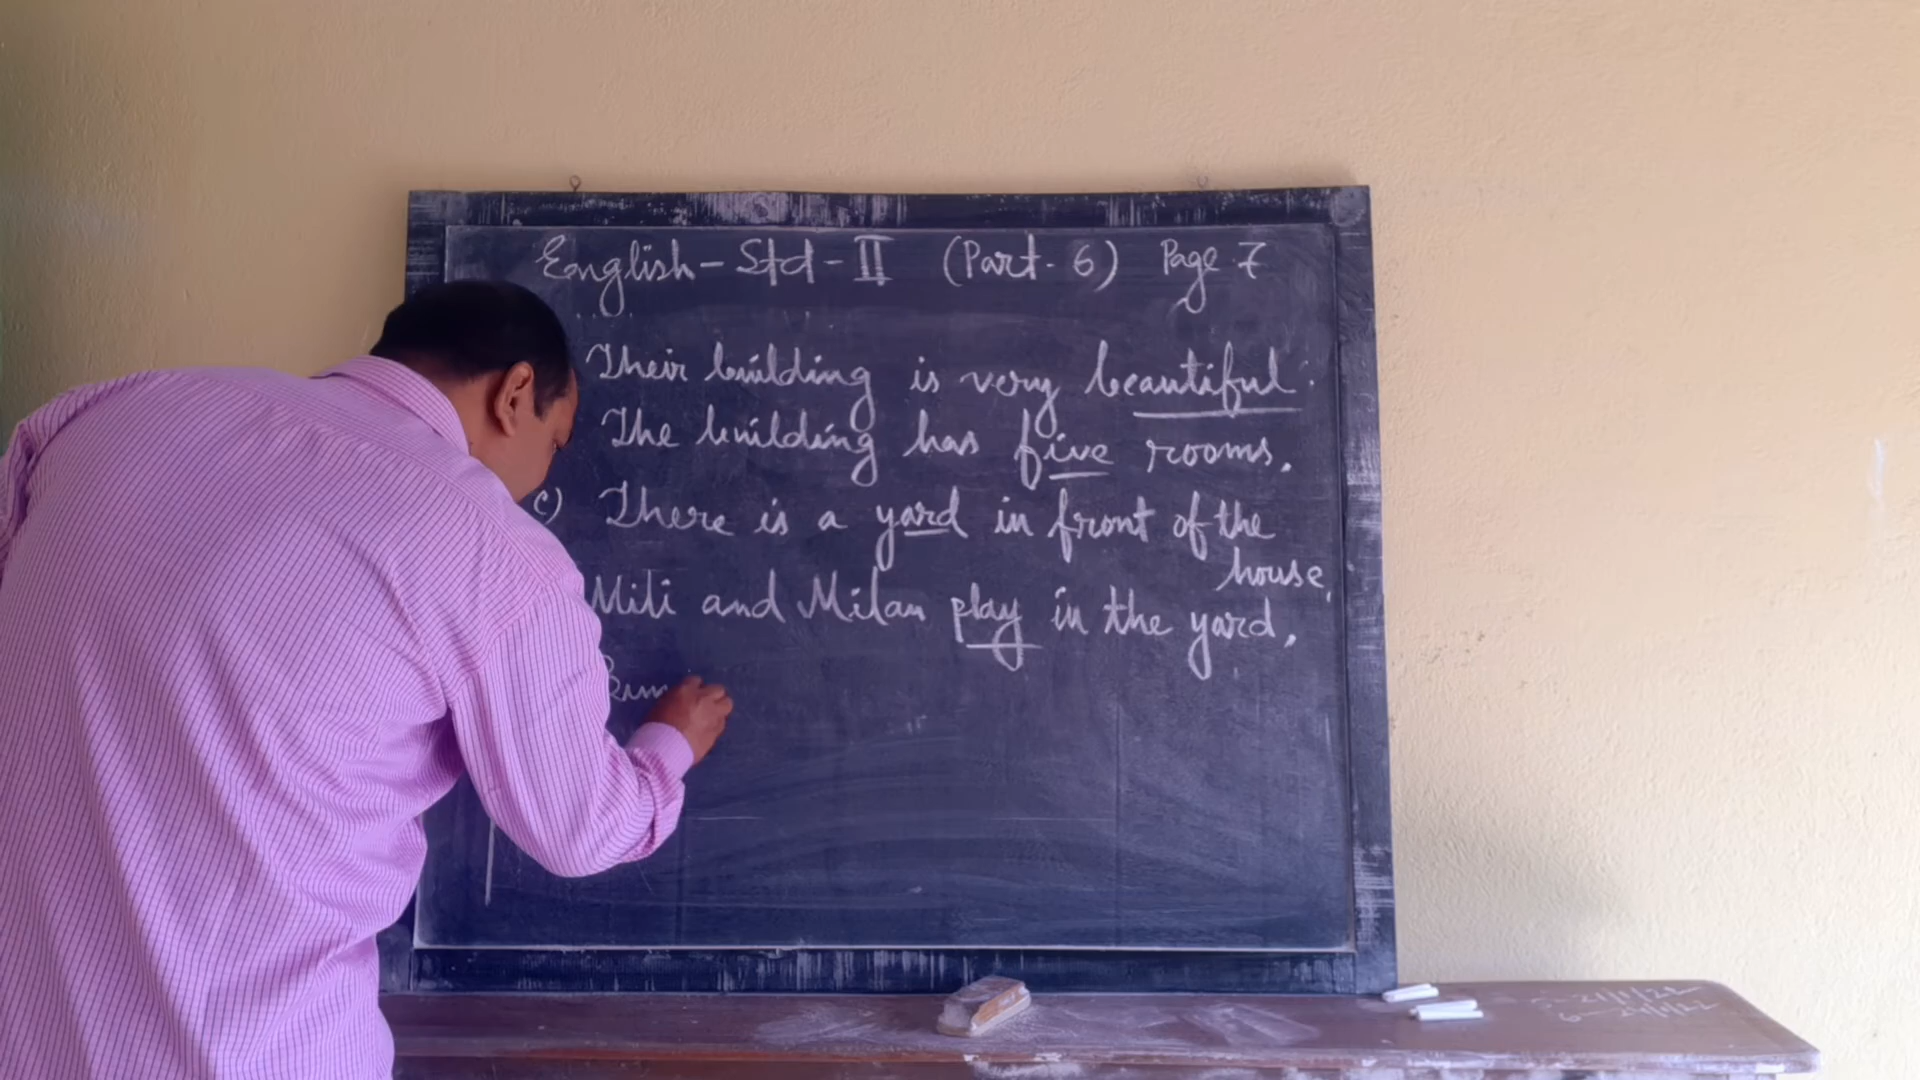 English - Std - II (Part - 6) Page 7
Their building is very beautiful.
The building has five rooms.
c) There is a yard in front of the
house.
Miti and Milan play in the yard.